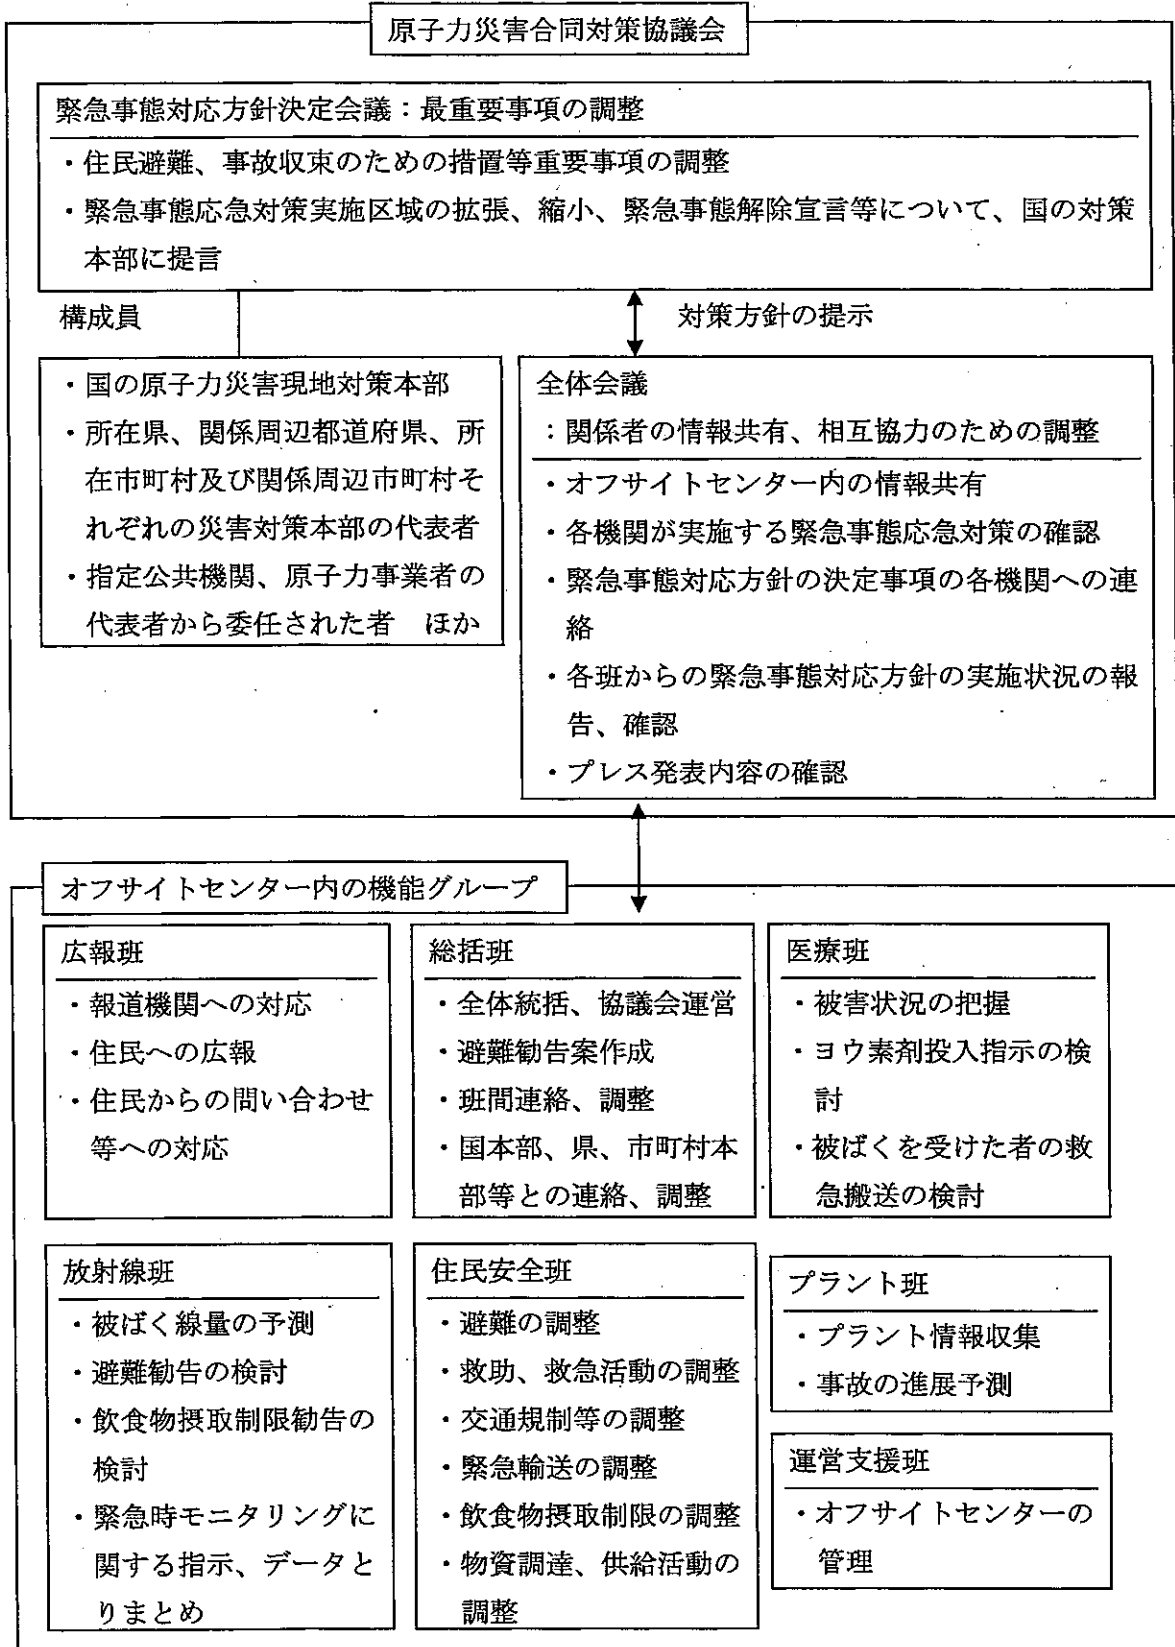 原子力災害合同対策協議会
緊急事態対応方針決定会議：最重要事項の調整
・住民避難、事故収束のための措置等重要事項の調整
・緊急事態応急対策実施区域の拡張、縮小、緊急事態解除宣言等について、国の対策
本部に提言
構成員
対策方針の提示
・国の原子力災害現地対策本部
・所在県、関係周辺都道府県、所
在市町村及び関係周辺市町村そ
れぞれの災害対策本部の代表者
・指定公共機関、原子力事業者の
代表者から委任された者　ほか
全体会議
：関係者の情報共有、相互協力のための調整
・オフサイトセンター内の情報共有
・各機関が実施する緊急事態応急対策の確認
・緊急事態対応方針の決定事項の各機関への連
絡
・各班からの緊急事態対応方針の実施状況の報
告、確認
・プレス発表内容の確認
オフサイトセンター内の機能グループ
広報班
・報道機関への対応
・住民への広報
・住民からの問い合わせ
等への対応
総括班
・全体統括、協議会運営
・避難勧告案作成
・班間連絡、調整
・国本部、県、市町村本
部等との連絡、調整
医療班
・被害状況の把握
・ヨウ素剤投入指示の検
討
・被ばくを受けた者の救
急搬送の検討
放射線班
・被ばく線量の予測
・避難勧告の検討
・飲食物摂取制限勧告の
検討
・緊急時モニタリングに
関する指示、データと
りまとめ
住民安全班
・避難の調整
・救助、救急活動の調整
・交通規制等の調整
・緊急輸送の調整
・飲食物摂取制限の調整
・物資調達、供給活動の
調整
プラント班
・プラント情報収集
・事故の進展予測
運営支援班
・オフサイトセンターの
管理